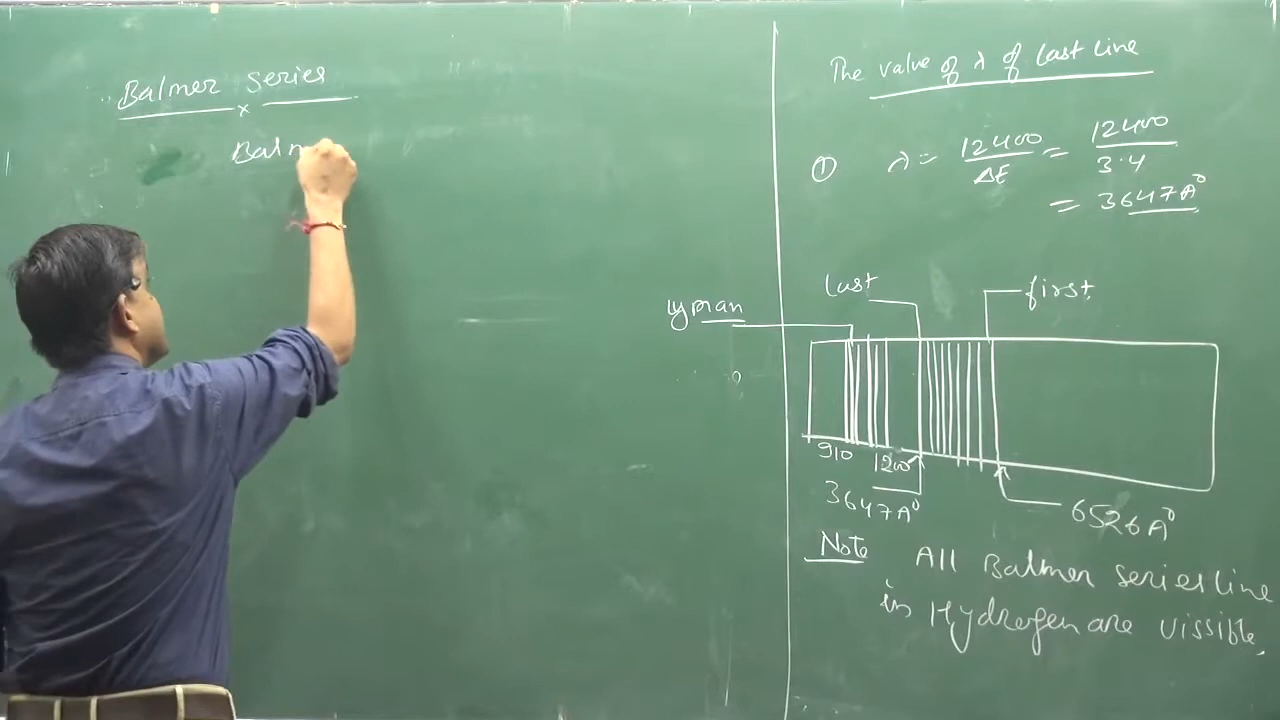 Balmer series
Balm
The value of λ of last line
① λ = 12400/ΔE = 12400/3.4
= 3647A°
last
first
lyman
910
1200
3647A°
6526A°
Note All Balmer series line
in Hydrogen are vissible,